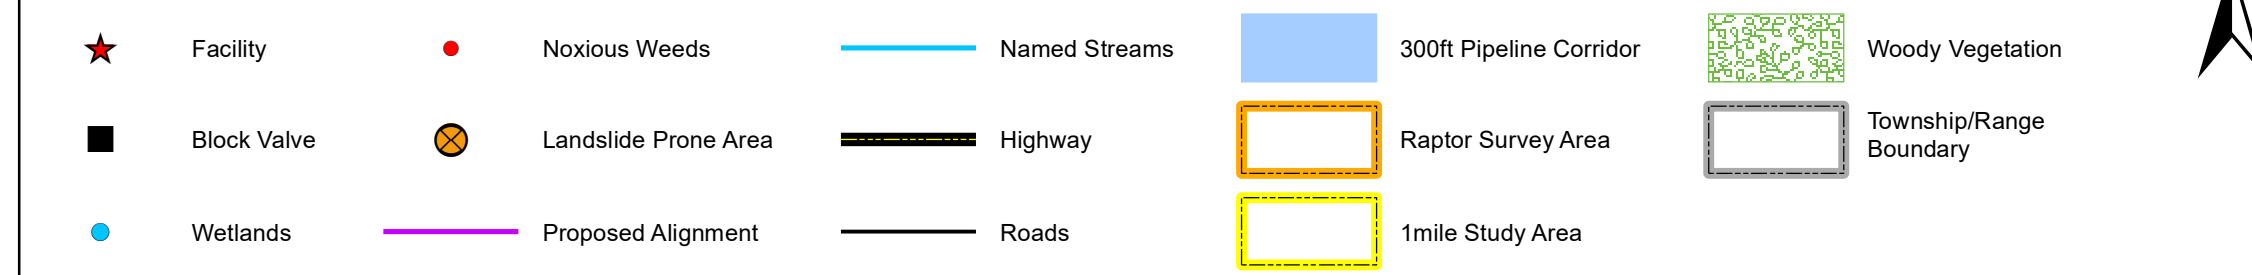 Facility
Block Valve
Wetlands
Noxious Weeds
Landslide Prone Area
Proposed Alignment
Named Streams
Highway
Roads
300ft Pipeline Corridor
Raptor Survey Area
1mile Study Area
Woody Vegetation
Township/Range
Boundary